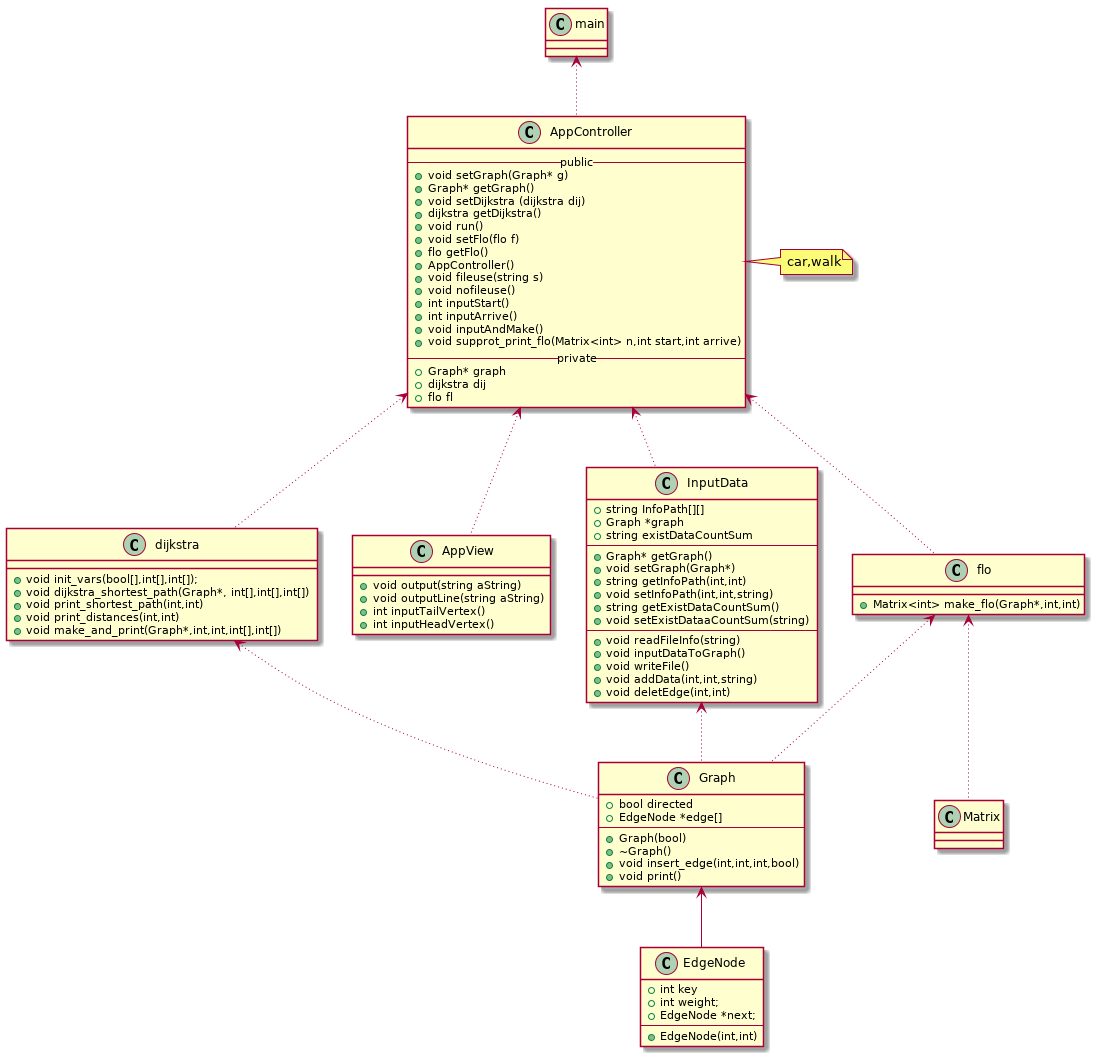 C main
C AppController
public
void setGraph(Graph* g)
Graph* getGraph()
void setDijkstra (dijkstra dij)
dijkstra getDijkstra()
void run()
void setFlo(flo f)
flo getFlo()
AppController()
void fileuse(string s)
void nofileuse()
int inputStart()
int inputArrive()
void inputAndMake()
void supprot_print_flo(Matrix<int> n,int start,int arrive)
private
Graph* graph
dijkstra dij
flo fl
car,walk
C dijkstra
void init_vars(bool[],int[],int[]);
void dijkstra_shortest_path(Graph*, int[],int[],int[])
void print_shortest_path(int,int)
void print_distances(int,int)
void make_and_print(Graph*,int,int,int[],int[])
C AppView
void output(string aString)
void outputLine(string aString)
int inputTailVertex()
int inputHeadVertex()
C InputData
string InfoPath[][]
Graph *graph
string existDataCountSum
Graph* getGraph()
void setGraph(Graph*)
string getInfoPath(int,int)
void setInfoPath(int,int,string)
string getExistDataCountSum()
void setExistDataaCountSum(string)
void readFileInfo(string)
void inputDataToGraph()
void writeFile()
void addData(int,int,string)
void deletEdge(int,int)
C flo
Matrix<int> make_flo(Graph*,int,int)
C Graph
bool directed
EdgeNode *edge[]
Graph(bool)
~Graph()
void insert_edge(int,int,int,bool)
void print()
C Matrix
C EdgeNode
int key
int weight;
EdgeNode *next;
EdgeNode(int,int)